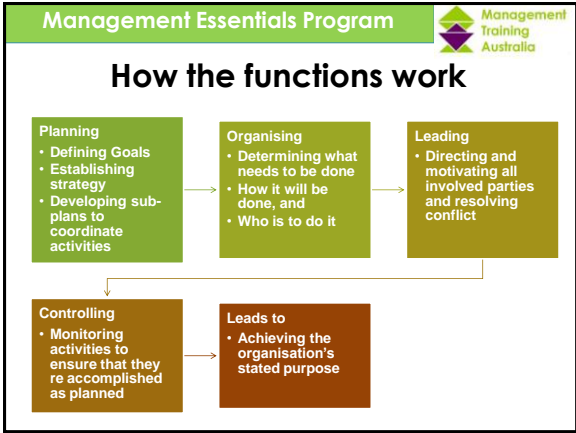 Management Essentials Program
Management
Training
Australia
How the functions work
Planning
• Defining Goals
• Establishing
strategy
• Developing sub-
plans to
coordinate
activities
Organising
• Determining what
needs to be done
• How it will be
done, and
• Who is to do it
Leading
• Directing and
motivating all
involved parties
and resolving
conflict
Controlling
• Monitoring
activities to
ensure that they
re accomplished
as planned
Leads to
• Achieving the
organisation's
stated purpose